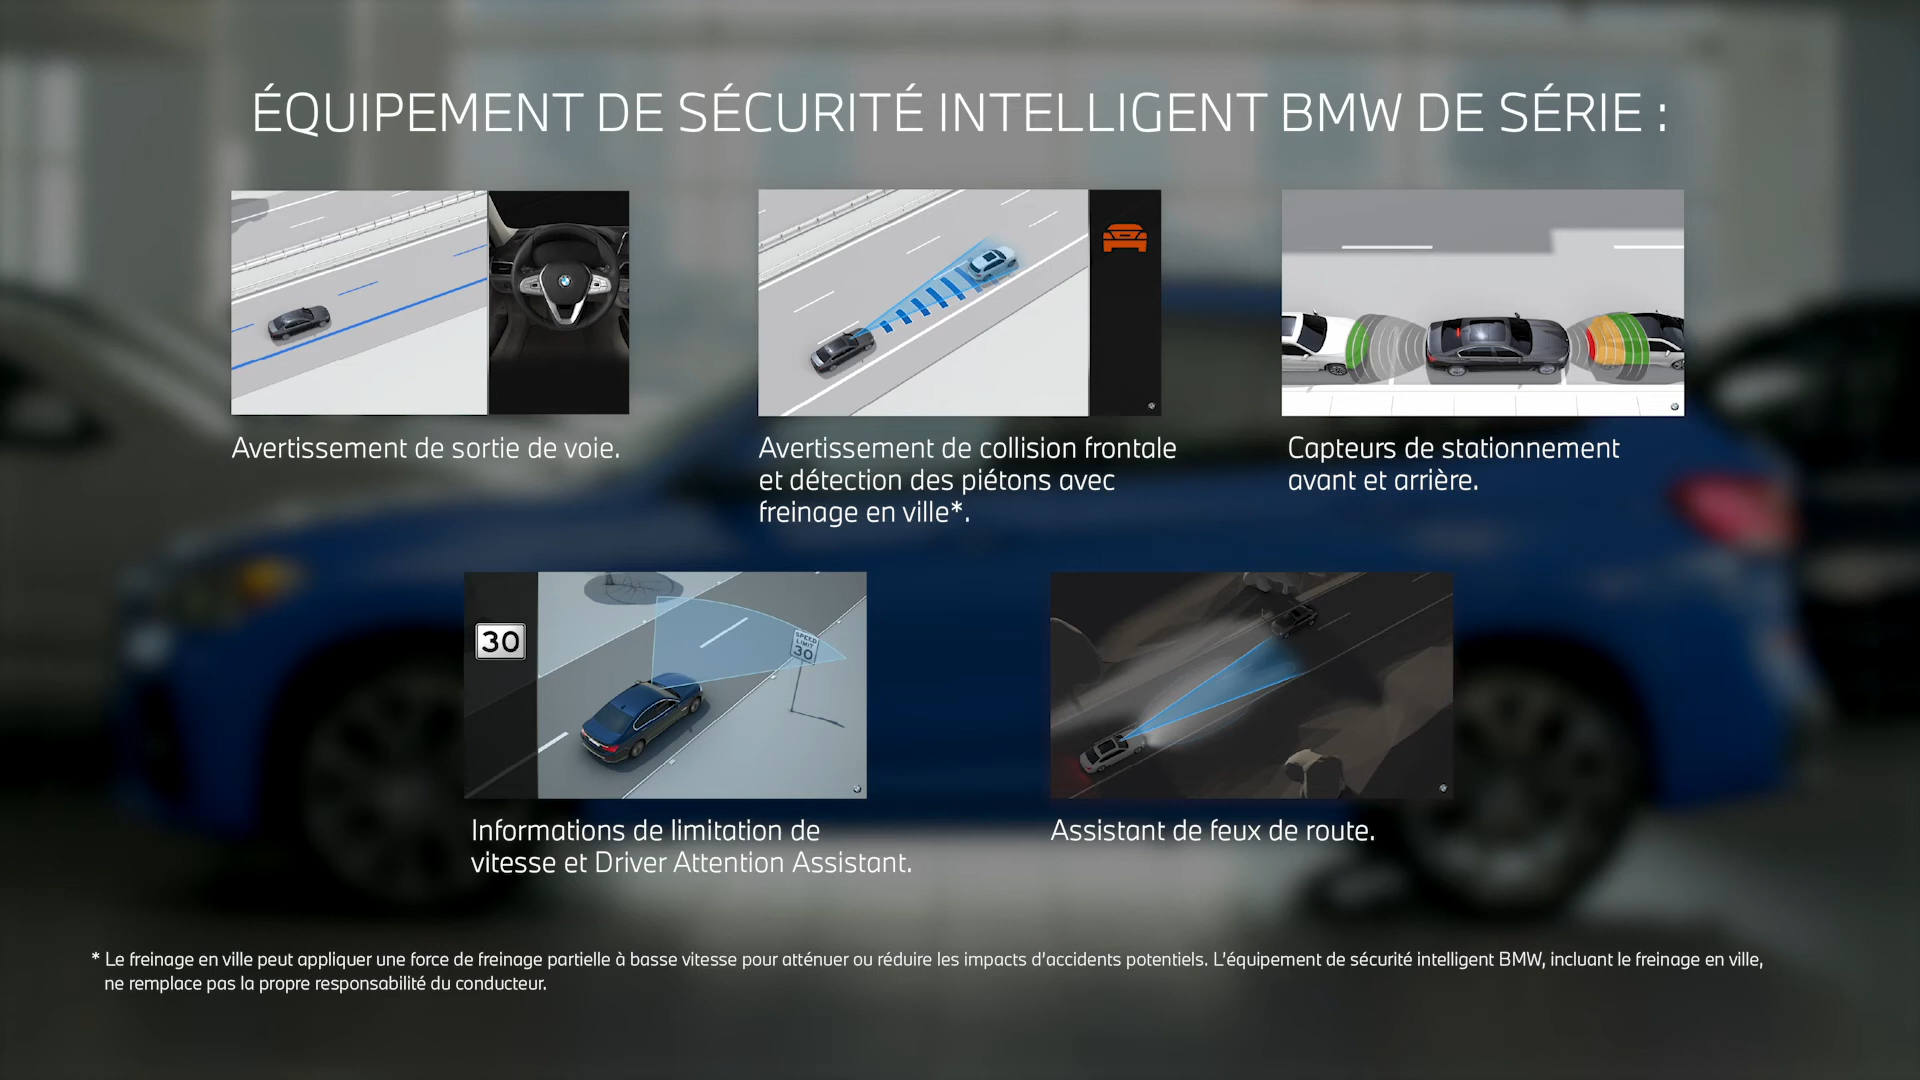 ÉQUIPEMENT DE SÉCURITÉ INTELLIGENT BMW DE SÉRIE :
Avertissement de sortie de voie.
Avertissement de collision frontale
et détection des piétons avec
freinage en ville*.
Capteurs de stationnement
avant et arrière.
30
SPEED
LIMIT
30
Informations de limitation de
vitesse et Driver Attention Assistant.
Assistant de feux de route.
* Le freinage en ville peut appliquer une force de freinage partielle à basse vitesse pour atténuer ou réduire les impacts d'accidents potentiels. L'équipement de sécurité intelligent BMW, incluant le freinage en ville,
ne remplace pas la propre responsabilité du conducteur.